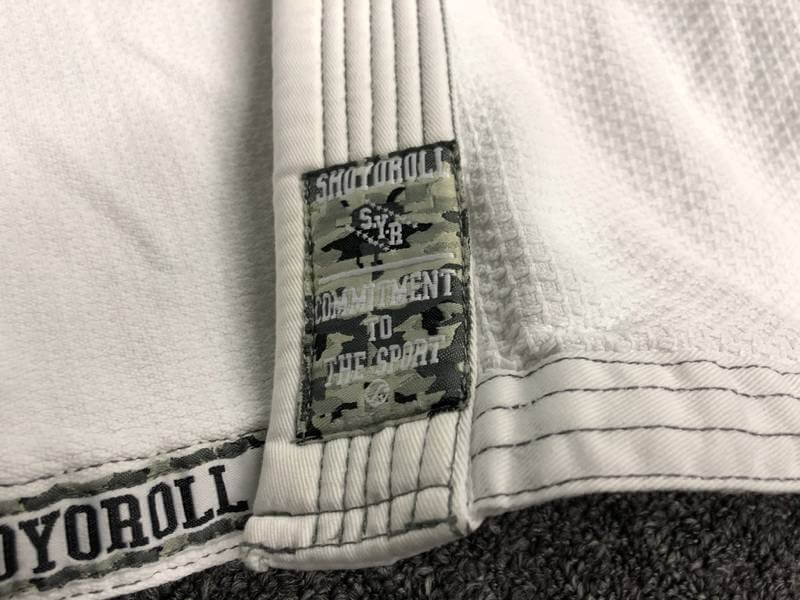 SHOYOROLL
S.Y.R
COMMITMENT
TO
THE SPORT
OYOROLL